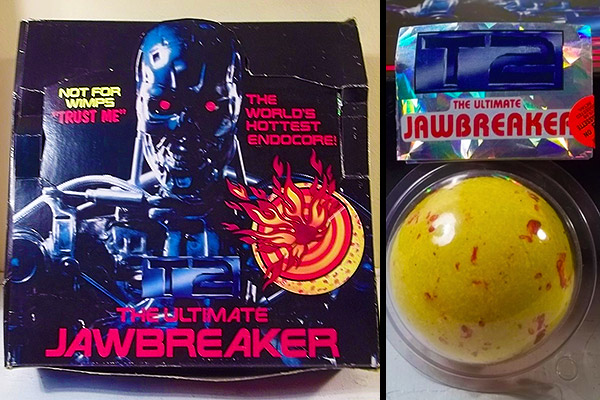 NOT FOR
WIMPS
"TRUST ME"
THE
WORLD'S
HOTTEST
ENDOCORE!
T2
THE ULTIMATE
JAWBREAKER
T2
THE ULTIMATE
JAWBREAKER